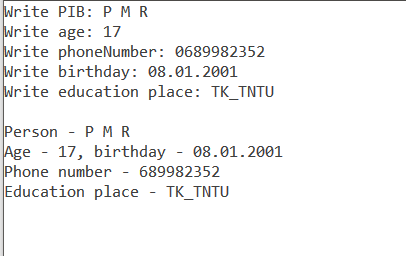 Write PIB: P M R
Write age: 17
Write phoneNumber: 0689982352
Write birthday: 08.01.2001
Write education place: TK_TNTU
Person - P M R
Age - 17, birthday - 08.01.2001
Phone number - 689982352
Education place - TK_TNTU